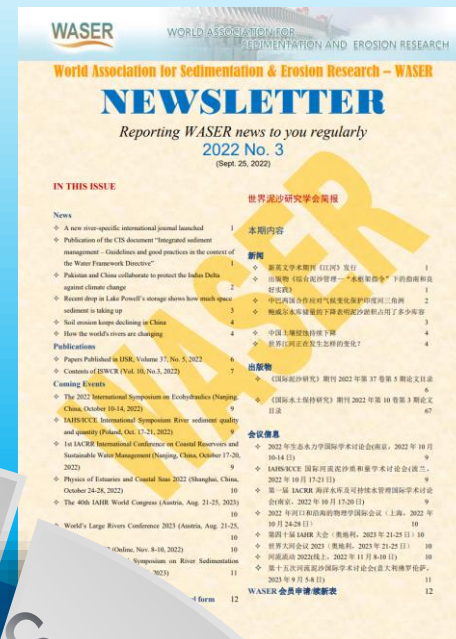 WASER
WORLD ASSOCIATION FOR
SEDIMENTATION AND EROSION RESEARCH
World Association for Sedimentation & Erosion Research – WASER
NEWSLETTER
Reporting WASER news to you regularly
2022 No. 3
(Sept. 25, 2022)
IN THIS ISSUE
News
❖ A new river-specific international journal launched 1
❖ Publication of the CIS document "Integrated sediment
management – Guidelines and good practices in the context of
the Water Framework Directive" 1
❖ Pakistan and China collaborate to protect the Indus Delta
against climate change 2
❖ Recent drop in Lake Powell's storage shows how much space
sediment is taking up 3
❖ Soil erosion keeps declining in China 4
❖ How the world's rivers are changing 4
Publications
❖ Papers Published in IJSR, Volume 37, No. 5, 2022 6
❖ Contents of ISWCR (Vol. 10, No.3, 2022) 7
Coming Events
❖ The 2022 International Symposium on Ecohydraulics (Nanjing,
China, October 10-14, 2022) 9
❖ IAHS/ICCE International Symposium River sediment quality
and quantity (Poland, Oct. 17-21, 2022) 9
❖ 1st IACRR International Conference on Coastal Reservoirs and
Sustainable Water Management (Nanjing, China, October 17-20,
2022) 9
❖ Physics of Estuaries and Coastal Seas 2022 (Shanghai, China,
October 24-28, 2022) 10
❖ The 40th IAHR World Congress (Austria, Aug. 21-25, 2023)
10
❖ World's Large Rivers Conference 2023 (Austria, Aug. 21-25,
10
(Online, Nov. 8-10, 2022) 10
Symposium on River Sedimentation
2023) 11
form 12
世界泥沙研究学会简报
本期内容
新闻
❖ 新英文学术期刊《江河》发行 1
❖ 出版物《综合泥沙管理—"水框架指令"下的指南和良
好实践》 1
❖ 中巴两国合作应对气候变化保护印度河三角洲 2
❖ 鲍威尔水库储量的下降表明泥沙淤积占用了多少库容
3
❖ 中国土壤侵蚀持续下降 4
❖ 世界江河正在发生怎样的变化？ 4
出版物
❖ 《国际泥沙研究》期刊 2022 年第 37 卷第 5 期论文目录
6
❖ 《国际水土保持研究》期刊 2022 年第 10 卷第 3 期论文
目录 67
会议信息
❖ 2022 年生态水力学国际学术讨论会(南京，2022 年 10 月
10-14 日) 9
❖ IAHS/ICCE 国际河流泥沙质和量学术讨论会(波兰，
2022 年 10 月 17-21 日) 9
❖ 第一届 IACRR 海岸水库及可持续水管理国际学术讨论
会(南京，2022 年 10 月 17-20 日) 9
❖ 2022 年河口和沿海的物理学国际会议（上海，2022 年
10 月 24-28 日） 10
❖ 第四十届 IAHR 大会（奥地利，2023 年 21-25 日）10
❖ 世界大河会议 2023（奥地利，2023 年 21-25 日） 10
❖ 河流流动 2022(线上，2022 年 11 月 8-10 日) 10
❖ 第十五次河流泥沙国际学术讨论会(意大利佛罗伦萨，
2023 年 9 月 5-8 日) 11
WASER 会员申请/续新表 12
WASER